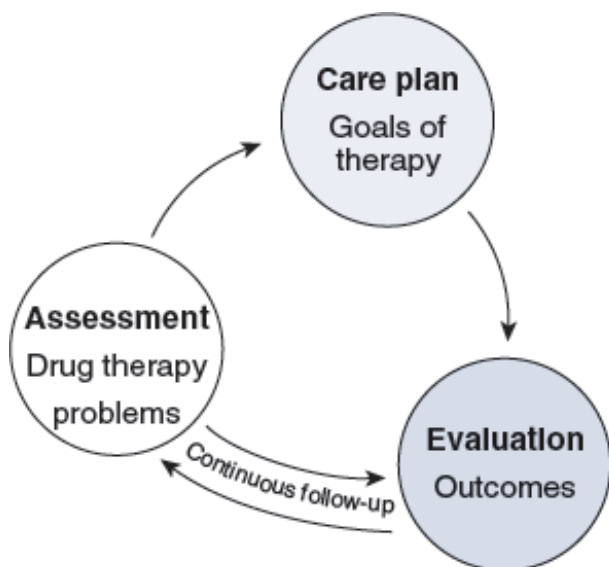 Care plan
Goals of
therapy
Assessment
Drug therapy
problems
Continuous follow-up
Evaluation
Outcomes